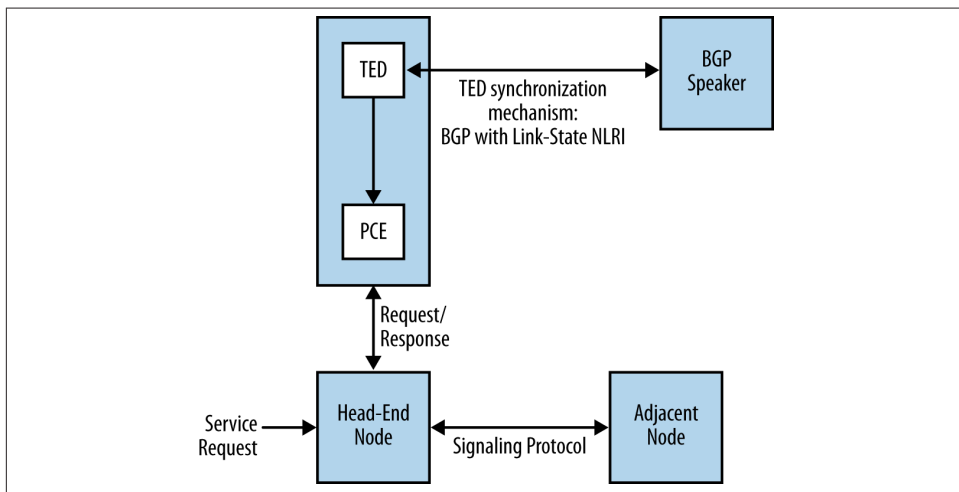 TED
BGP
Speaker
TED synchronization
mechanism:
BGP with Link-State NLRI
PCE
Request/
Response
Service
Request
Head-End
Node
Signaling Protocol
Adjacent
Node